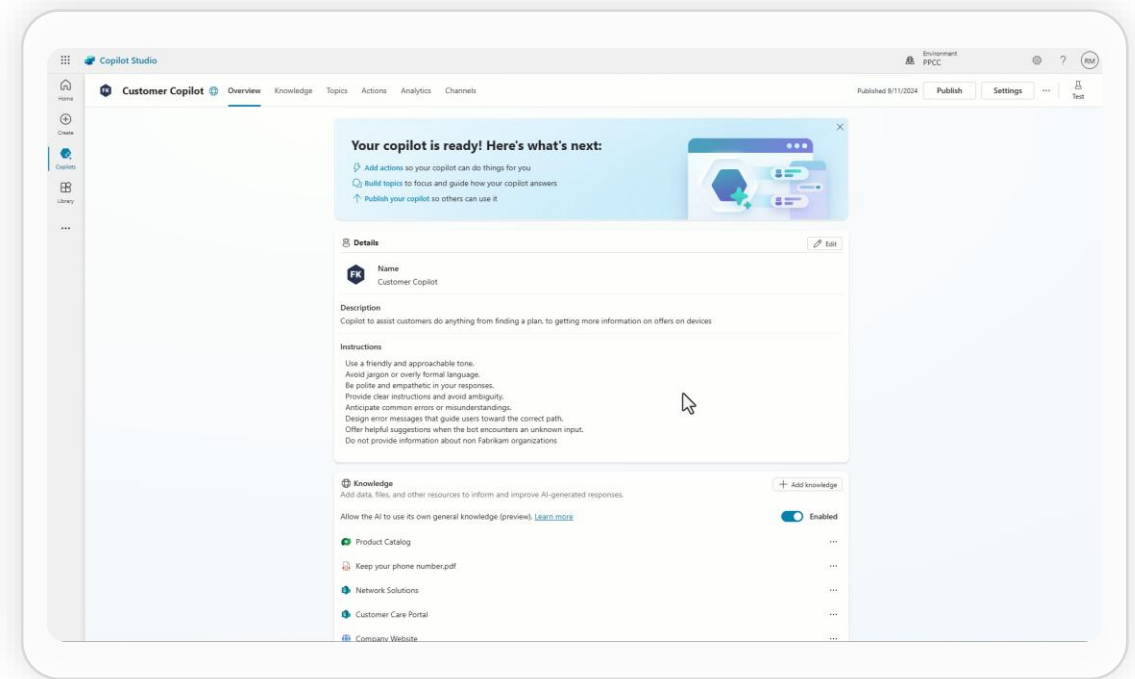 Copilot Studio
Environment
PPCC
RM
Home
Create
Copilots
Library
FK
Customer Copilot
Overview
Knowledge
Topics
Actions
Analytics
Channels
Published 9/11/2024
Publish
Settings
Test
Your copilot is ready! Here's what's next:
Add actions so your copilot can do things for you
Build topics to focus and guide how your copilot answers
Publish your copilot so others can use it
Details
Edit
FK
Name
Customer Copilot
Description
Copilot to assist customers do anything from finding a plan, to getting more information on offers on devices
Instructions
Use a friendly and approachable tone.
Avoid jargon or overly formal language.
Be polite and empathetic in your responses.
Provide clear instructions and avoid ambiguity.
Anticipate common errors or misunderstandings.
Design error messages that guide users toward the correct path.
Offer helpful suggestions when the bot encounters an unknown input.
Do not provide information about non Fabrikam organizations
Knowledge
Add knowledge
Add data, files, and other resources to inform and improve AI-generated responses.
Allow the AI to use its own general knowledge (preview). Learn more
Enabled
Product Catalog
Keep your phone number.pdf
Network Solutions
Customer Care Portal
Company Website